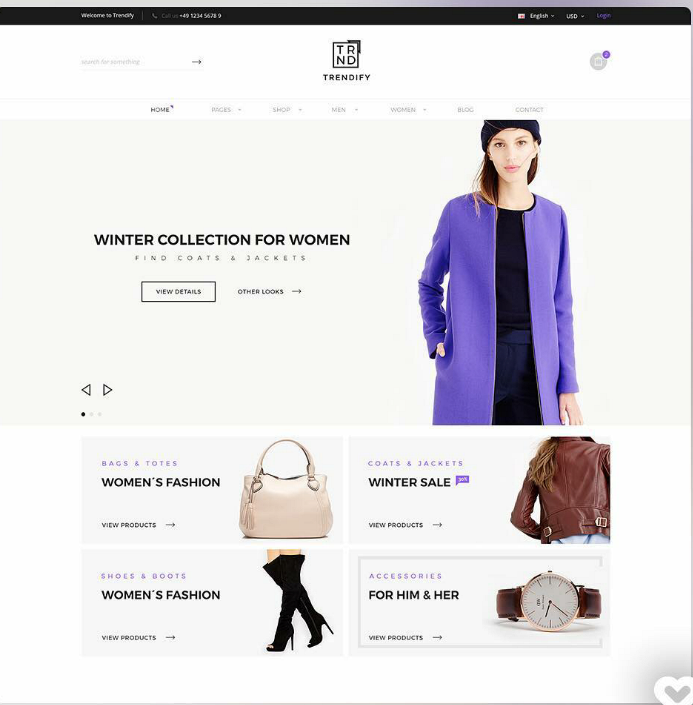 Welcome to Trendify
Call us +49 1234 5678 9
English
USD
Login
search for something
TR
ND
TRENDIFY
2
HOME
PAGES
SHOP
MEN
WOMEN
BLOG
CONTACT
WINTER COLLECTION FOR WOMEN
FIND COATS & JACKETS
VIEW DETAILS
OTHER LOOKS
BAGS & TOTES
WOMEN´S FASHION
VIEW PRODUCTS
COATS & JACKETS
WINTER SALE
VIEW PRODUCTS
SHOES & BOOTS
WOMEN´S FASHION
VIEW PRODUCTS
ACCESSORIES
FOR HIM & HER
VIEW PRODUCTS